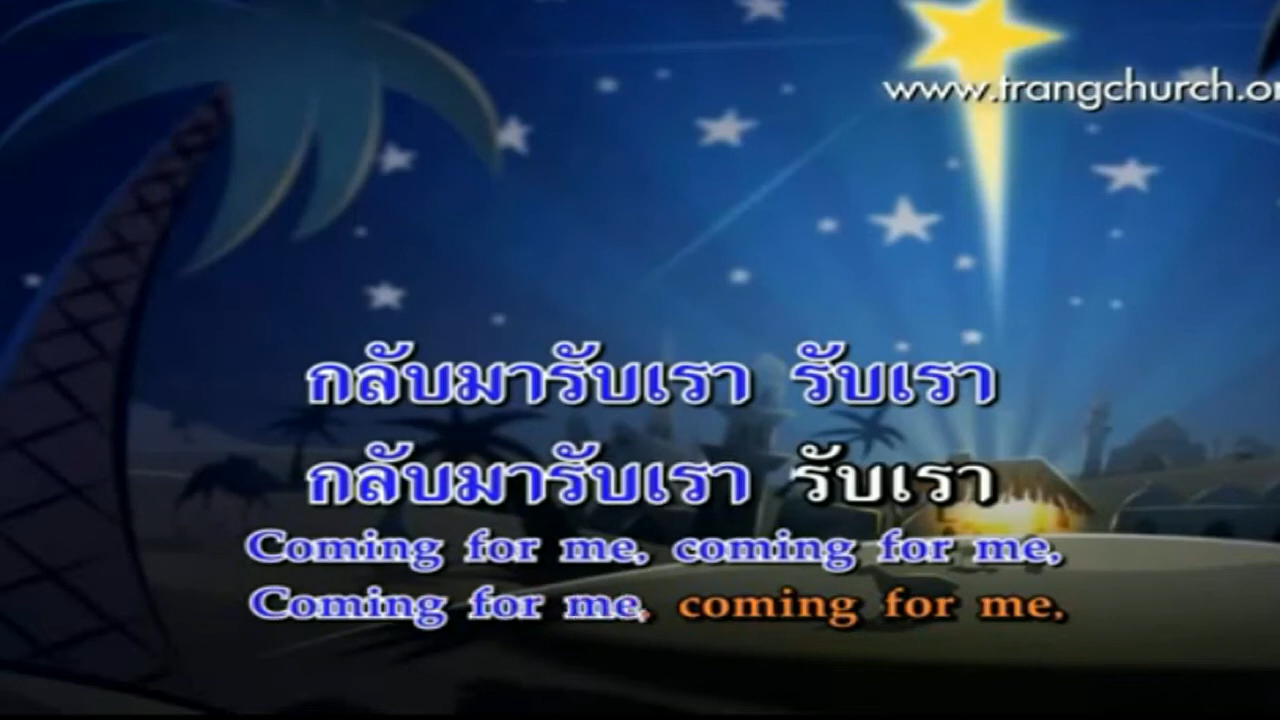 www.trangchurch.or
กลับมารับเรา รับเรา
กลับมารับเรา รับเรา
Coming for me, coming for me,
Coming for me, coming for me,